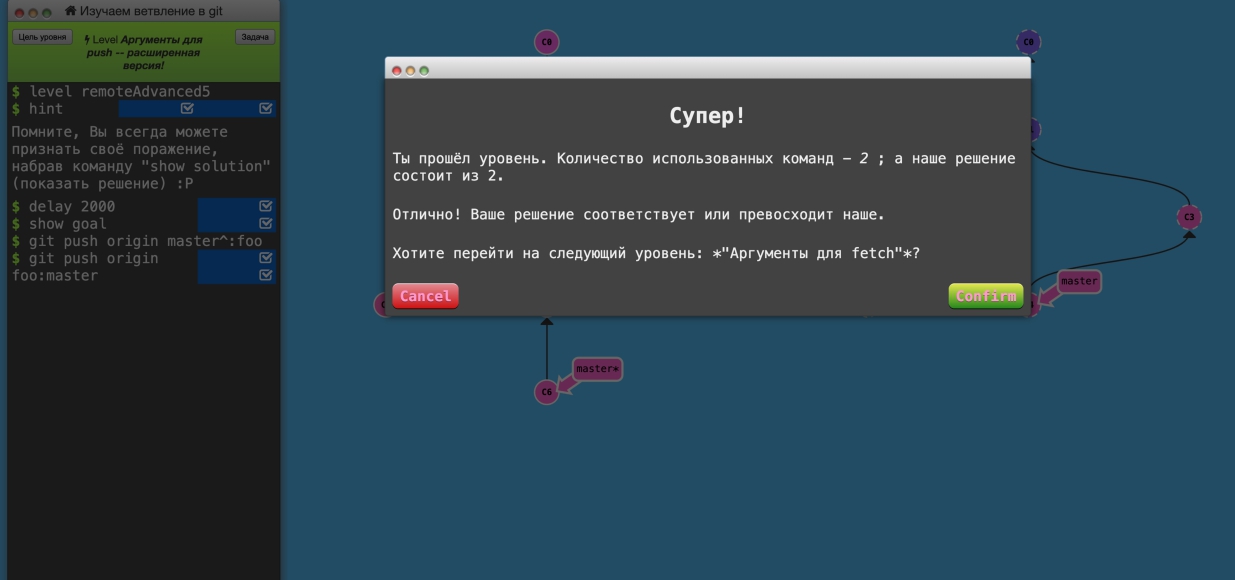 Изучаем ветвление в git
Цель уровня
Level Аргументы для
push -- расширенная
версия!
Задача
$ level remoteAdvanced5
$ hint
Помните, Вы всегда можете
признать своё поражение,
набрав команду "show solution"
(показать решение) :P
$ delay 2000
$ show goal
$ git push origin master^:foo
$ git push origin
foo:master
C0
C0
Супер!
Ты прошёл уровень. Количество использованных команд – 2 ; а наше решение
состоит из 2.
Отлично! Ваше решение соответствует или превосходит наше.
Хотите перейти на следующий уровень: *"Аргументы для fetch"*?
Cancel
Confirm
C3
master
master*
C6